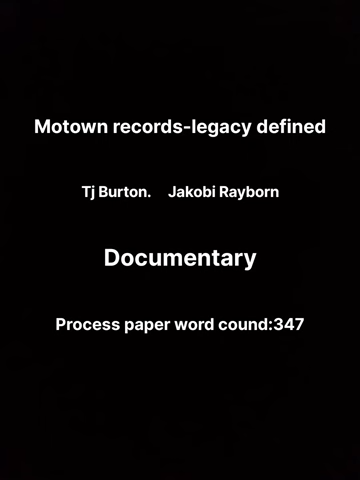 Motown records-legacy defined
Tj Burton. Jakobi Rayborn
Documentary
Process paper word cound:347